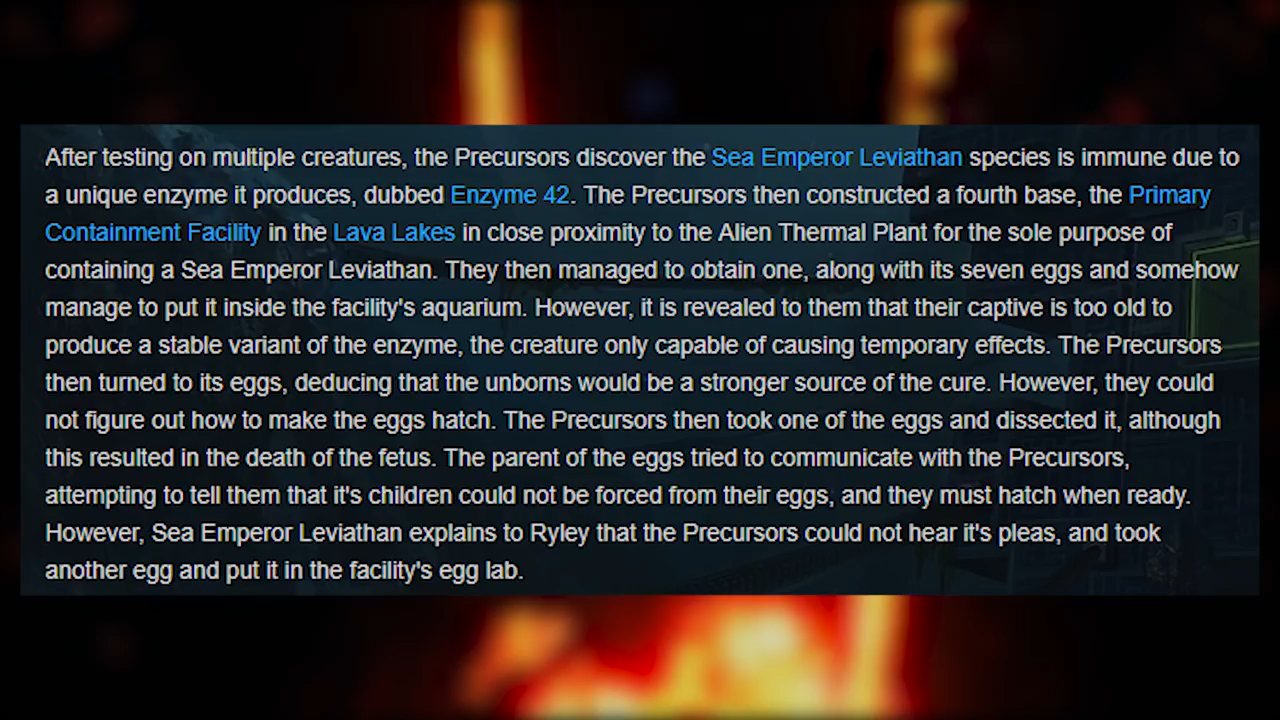 After testing on multiple creatures, the Precursors discover the Sea Emperor Leviathan species is immune due to
a unique enzyme it produces, dubbed Enzyme 42. The Precursors then constructed a fourth base, the Primary
Containment Facility in the Lava Lakes in close proximity to the Alien Thermal Plant for the sole purpose of
containing a Sea Emperor Leviathan. They then managed to obtain one, along with its seven eggs and somehow
manage to put it inside the facility's aquarium. However, it is revealed to them that their captive is too old to
produce a stable variant of the enzyme, the creature only capable of causing temporary effects. The Precursors
then turned to its eggs, deducing that the unborns would be a stronger source of the cure. However, they could
not figure out how to make the eggs hatch. The Precursors then took one of the eggs and dissected it, although
this resulted in the death of the fetus. The parent of the eggs tried to communicate with the Precursors,
attempting to tell them that it's children could not be forced from their eggs, and they must hatch when ready.
However, Sea Emperor Leviathan explains to Ryley that the Precursors could not hear it's pleas, and took
another egg and put it in the facility's egg lab.